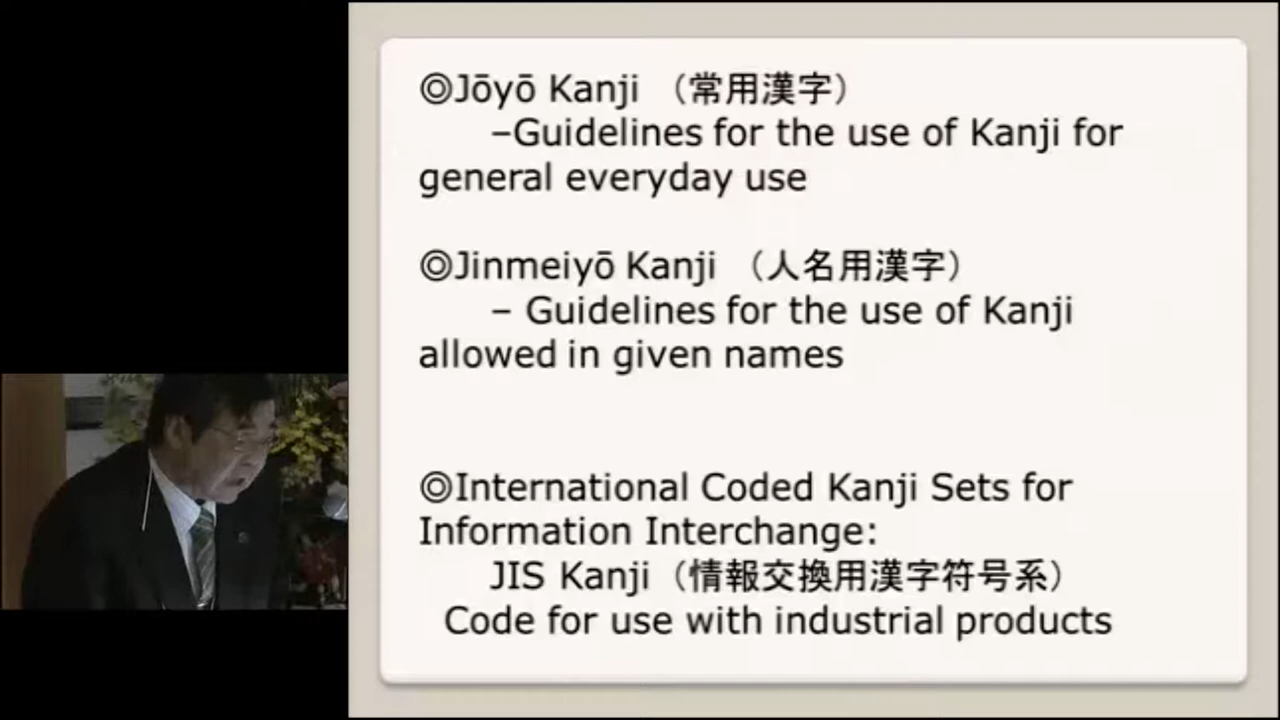 ◎Jōyō Kanji （常用漢字）
–Guidelines for the use of Kanji for
general everyday use
◎Jinmeiyō Kanji （人名用漢字）
– Guidelines for the use of Kanji
allowed in given names
◎International Coded Kanji Sets for
Information Interchange:
JIS Kanji（情報交換用漢字符号系）
Code for use with industrial products